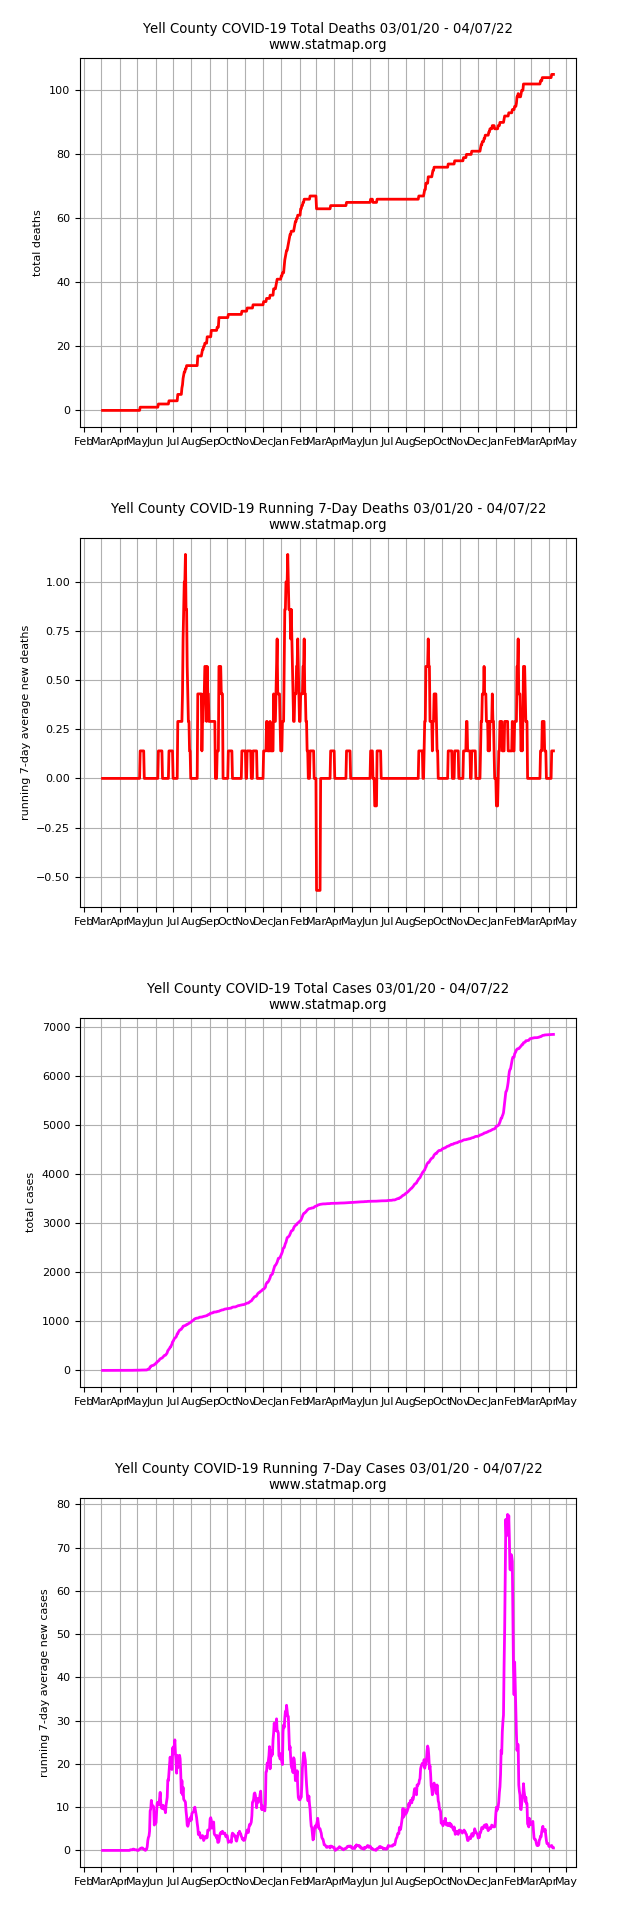 Yell County COVID-19 Total Deaths 03/01/20 - 04/07/22
www.statmap.org
total deaths
100
80
60
40
20
0
Feb Mar Apr May Jun Jul Aug Sep Oct Nov Dec Jan Feb Mar Apr May Jun Jul Aug Sep Oct Nov Dec Jan Feb Mar Apr May
Yell County COVID-19 Running 7-Day Deaths 03/01/20 - 04/07/22
www.statmap.org
running 7-day average new deaths
1.00
0.75
0.50
0.25
0.00
−0.25
−0.50
Feb Mar Apr May Jun Jul Aug Sep Oct Nov Dec Jan Feb Mar Apr May Jun Jul Aug Sep Oct Nov Dec Jan Feb Mar Apr May
Yell County COVID-19 Total Cases 03/01/20 - 04/07/22
www.statmap.org
total cases
7000
6000
5000
4000
3000
2000
1000
0
Feb Mar Apr May Jun Jul Aug Sep Oct Nov Dec Jan Feb Mar Apr May Jun Jul Aug Sep Oct Nov Dec Jan Feb Mar Apr May
Yell County COVID-19 Running 7-Day Cases 03/01/20 - 04/07/22
www.statmap.org
running 7-day average new cases
80
70
60
50
40
30
20
10
0
Feb Mar Apr May Jun Jul Aug Sep Oct Nov Dec Jan Feb Mar Apr May Jun Jul Aug Sep Oct Nov Dec Jan Feb Mar Apr May